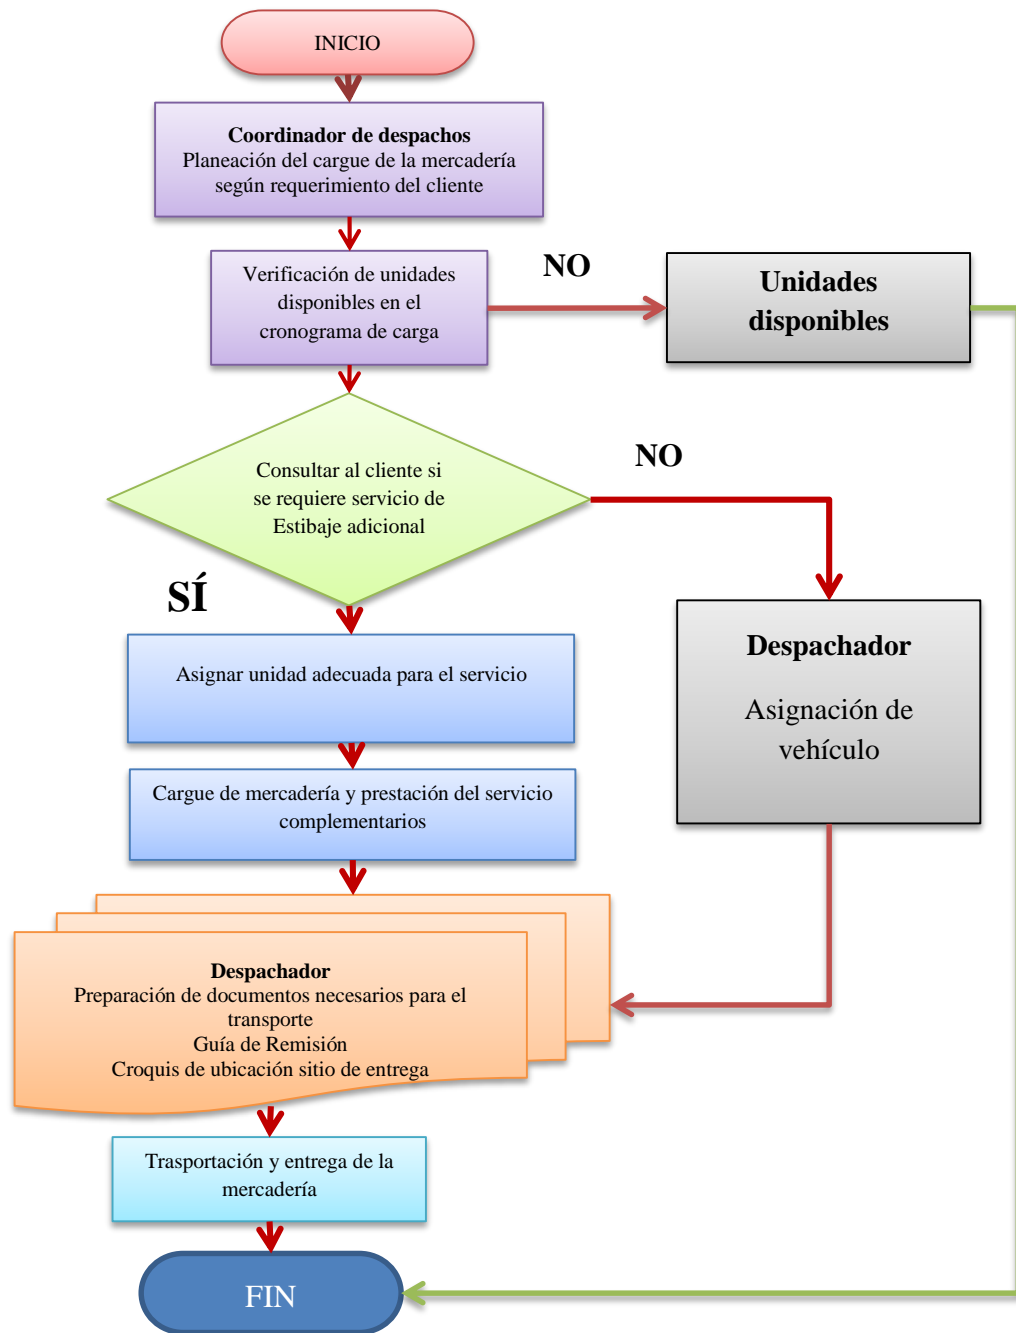 INICIO
Coordinador de despachos
Planeación del cargue de la mercadería
según requerimiento del cliente
Verificación de unidades
disponibles en el
cronograma de carga
NO
Unidades
disponibles
Consultar al cliente si
se requiere servicio de
Estibaje adicional
NO
SÍ
Asignar unidad adecuada para el servicio
Despachador
Asignación de
vehículo
Cargue de mercadería y prestación del servicio
complementarios
Despachador
Preparación de documentos necesarios para el
transporte
Guía de Remisión
Croquis de ubicación sitio de entrega
Trasportación y entrega de la
mercadería
FIN